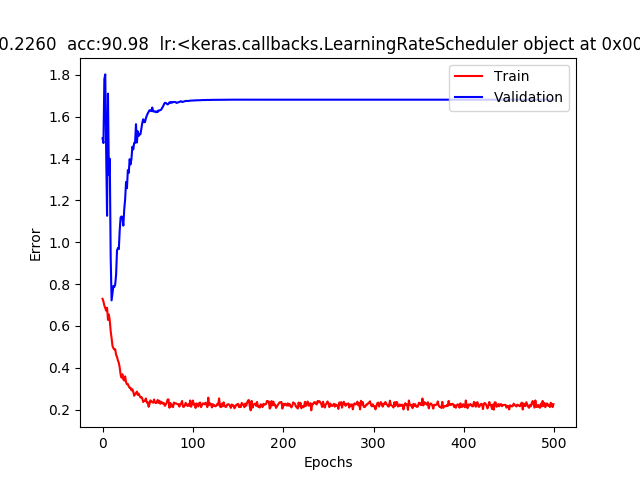 0.2260 acc:90.98 lr:<keras.callbacks.LearningRateScheduler object at 0x00
Train
Validation
1.8
1.6
1.4
1.2
1.0
0.8
0.6
0.4
0.2
Error
0 100 200 300 400 500
Epochs